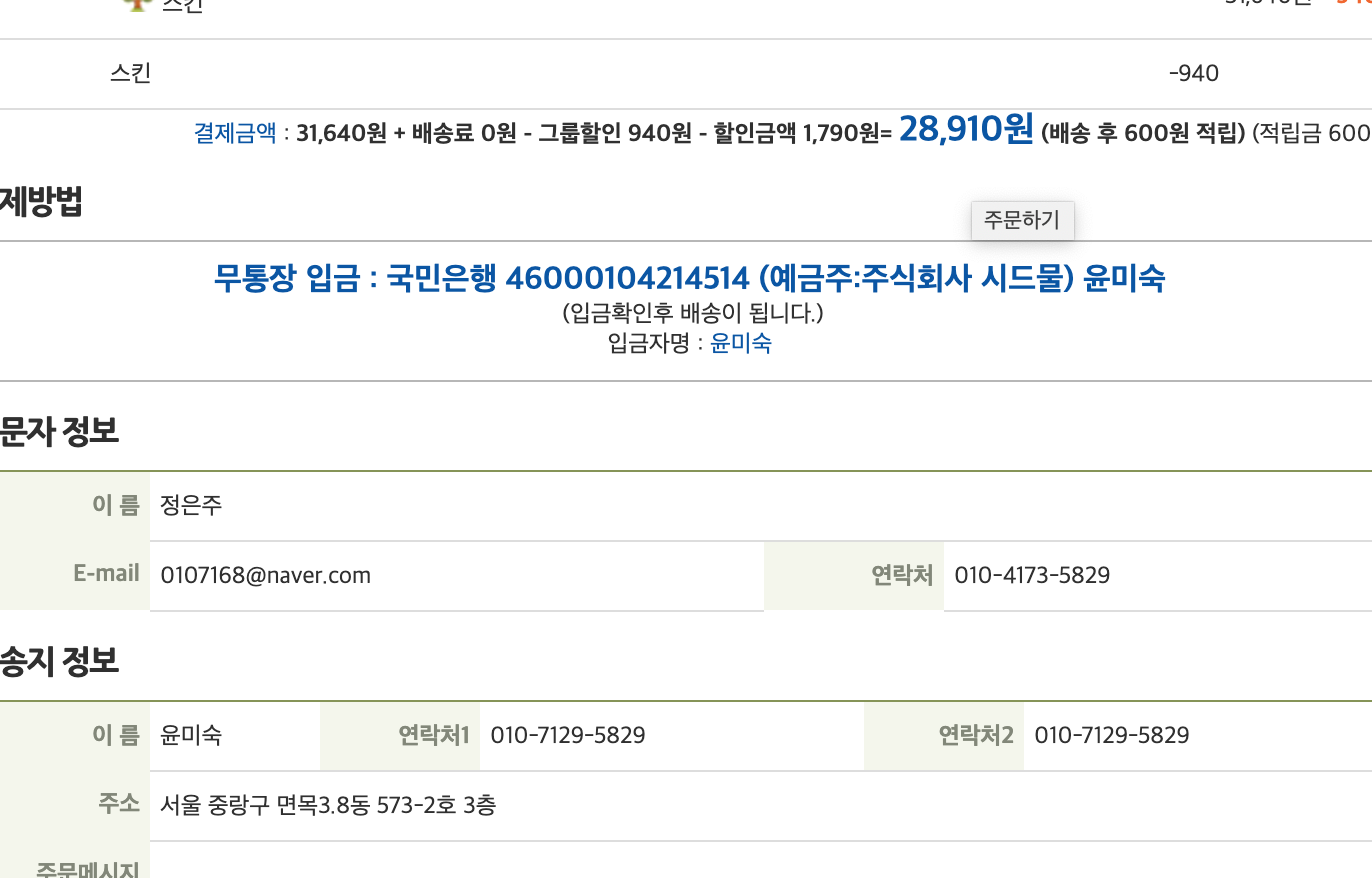 스킨
스킨 -940
결제금액 : 31,640원 + 배송료 0원 - 그룹할인 940원 - 할인금액 1,790원= 28,910원 (배송 후 600원 적립) (적립금 600
제방법
주문하기
무통장 입금 : 국민은행 46000104214514 (예금주:주식회사 시드물) 윤미숙
(입금확인후 배송이 됩니다.)
입금자명 : 윤미숙
문자 정보
이 름 정은주
E-mail 0107168@naver.com 연락처 010-4173-5829
송지 정보
이 름 윤미숙 연락처1 010-7129-5829 연락처2 010-7129-5829
주소 서울 중랑구 면목3.8동 573-2호 3층
주문메시지